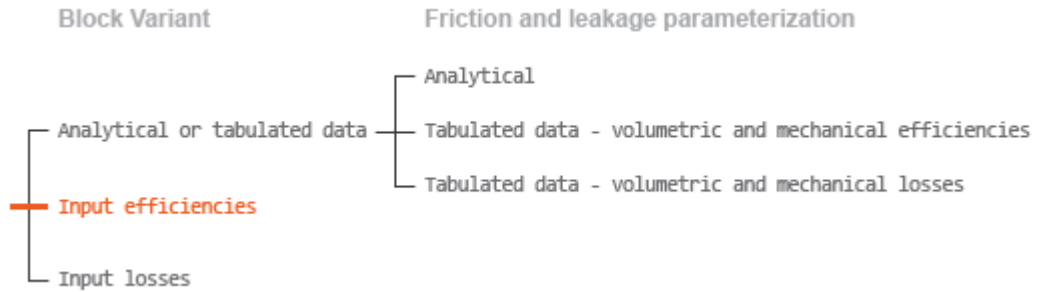 Block Variant
Friction and leakage parameterization
Analytical
Analytical or tabulated data
Tabulated data - volumetric and mechanical efficiencies
Tabulated data - volumetric and mechanical losses
Input efficiencies
Input losses